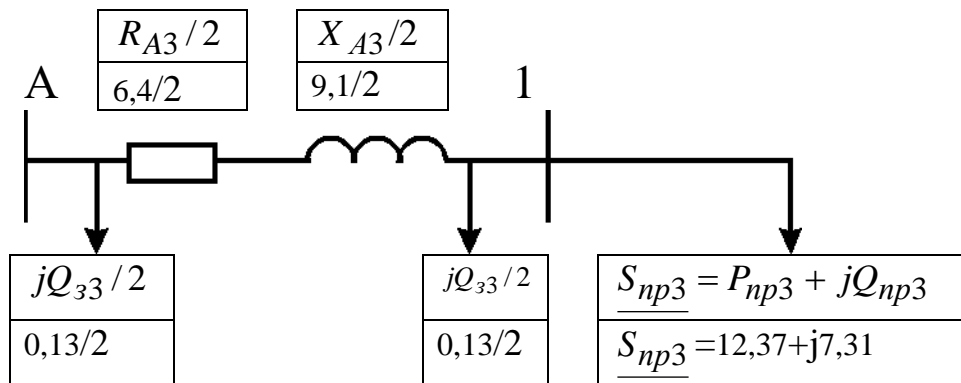 R_A3 / 2
X_A3 / 2
6,4/2
9,1/2
A
1
jQ_з3 / 2
jQ_з3 / 2
S_np3 = P_np3 + jQ_np3
0,13/2
0,13/2
S_np3 =12,37+j7,31